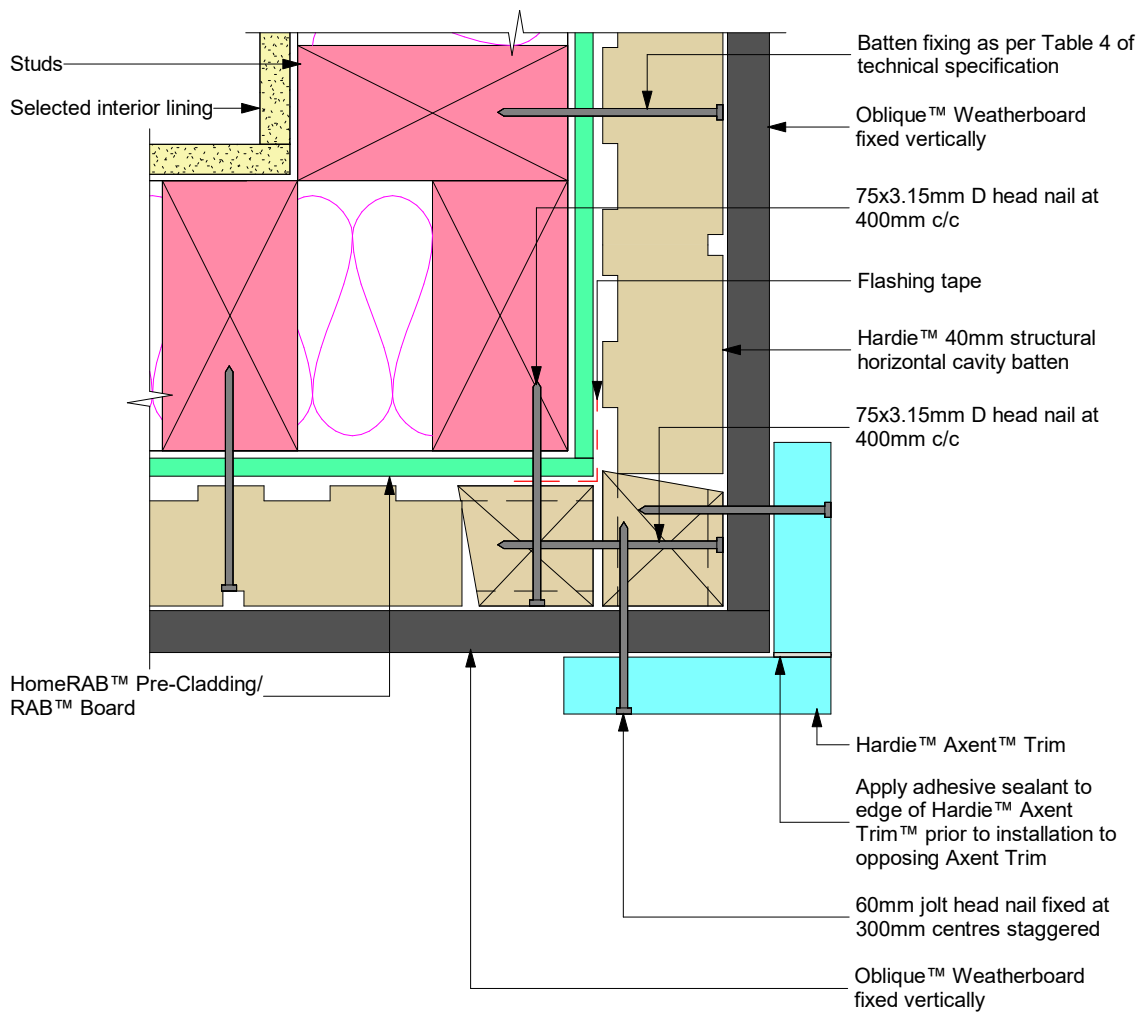 Studs
Selected interior lining
HomeRAB™ Pre-Cladding/
RAB™ Board
Batten fixing as per Table 4 of
technical specification
Oblique™ Weatherboard
fixed vertically
75x3.15mm D head nail at
400mm c/c
Flashing tape
Hardie™ 40mm structural
horizontal cavity batten
75x3.15mm D head nail at
400mm c/c
Hardie™ Axent™ Trim
Apply adhesive sealant to
edge of Hardie™ Axent
Trim™ prior to installation to
opposing Axent Trim
60mm jolt head nail fixed at
300mm centres staggered
Oblique™ Weatherboard
fixed vertically